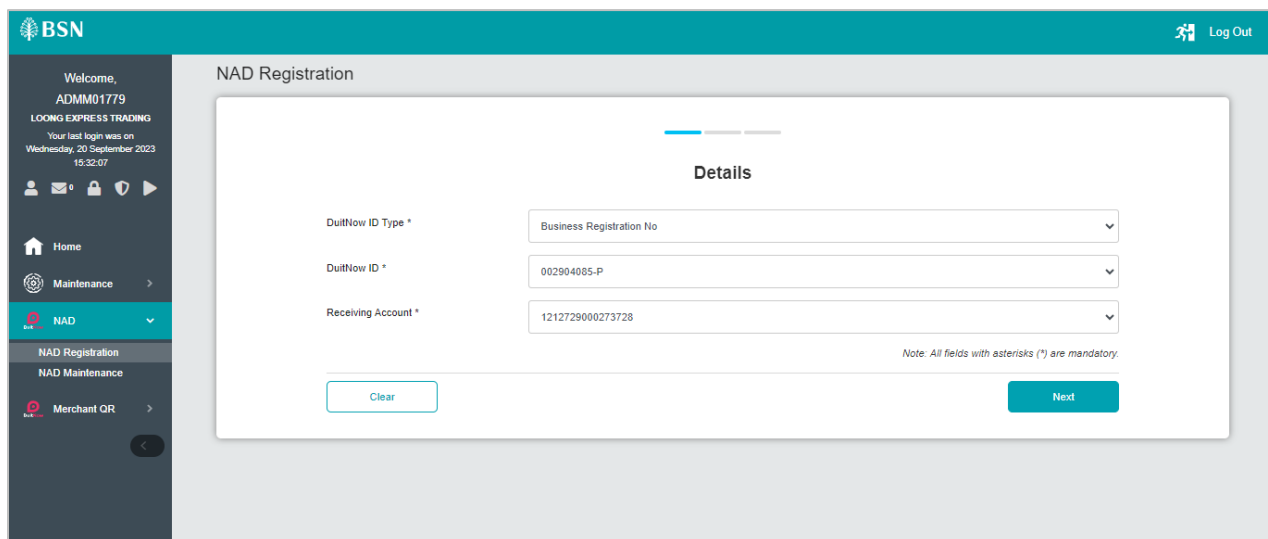 BSN
Log Out
Welcome,
ADMM01779
LOONG EXPRESS TRADING
Your last login was on
Wednesday, 20 September 2023
15:32:07
0
Home
Maintenance
NAD
NAD Registration
NAD Maintenance
Merchant QR
NAD Registration
Details
DuitNow ID Type *
Business Registration No
DuitNow ID *
002904085-P
Receiving Account *
1212729000273728
Note: All fields with asterisks (*) are mandatory.
Clear
Next